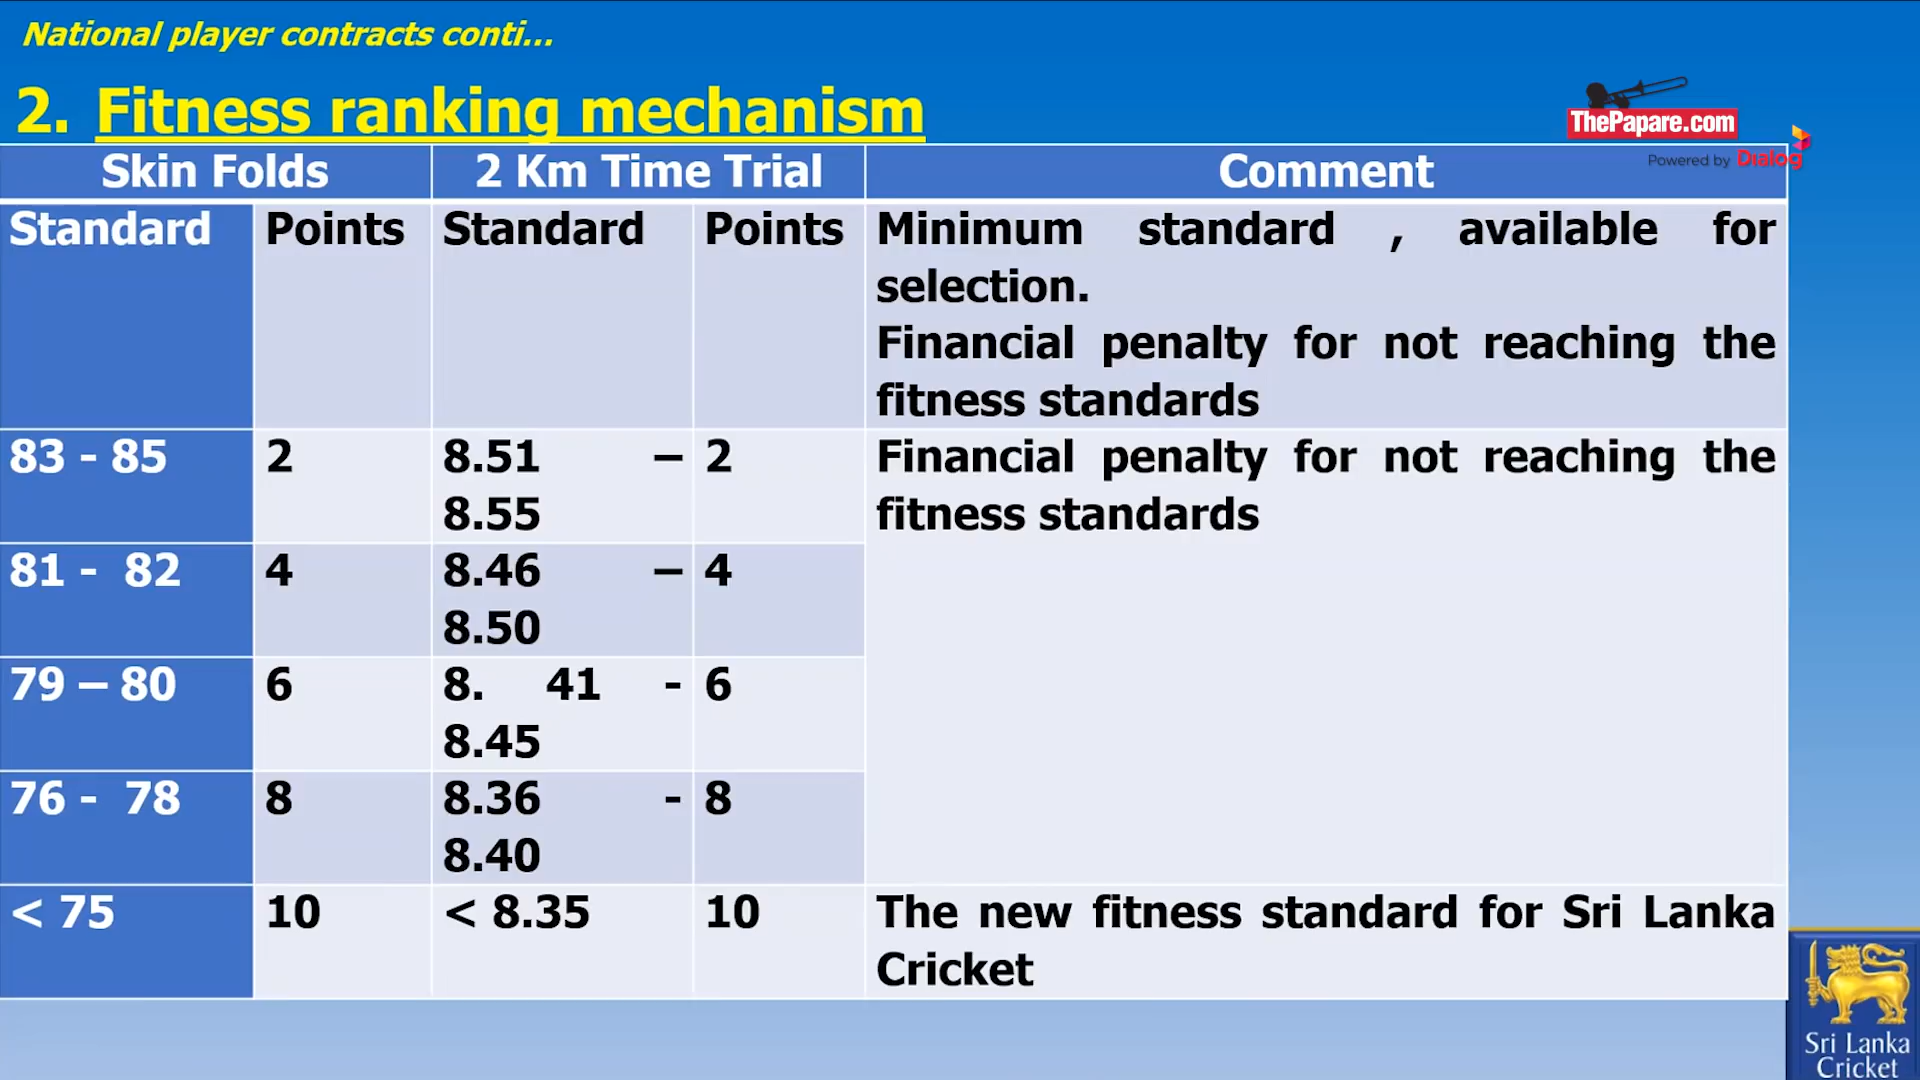 National player contracts conti...
2. Fitness ranking mechanism
ThePapare.com
Powered by Dialog
Skin Folds 2 Km Time Trial Comment
Standard Points Standard Points Minimum standard , available for
selection.
Financial penalty for not reaching the
fitness standards
83 - 85 2 8.51 – 2 Financial penalty for not reaching the
8.55 fitness standards
81 - 82 4 8.46 – 4
8.50
79 – 80 6 8. 41 - 6
8.45
76 - 78 8 8.36 - 8
8.40
< 75 10 < 8.35 10 The new fitness standard for Sri Lanka
Cricket
Sri Lanka
Cricket